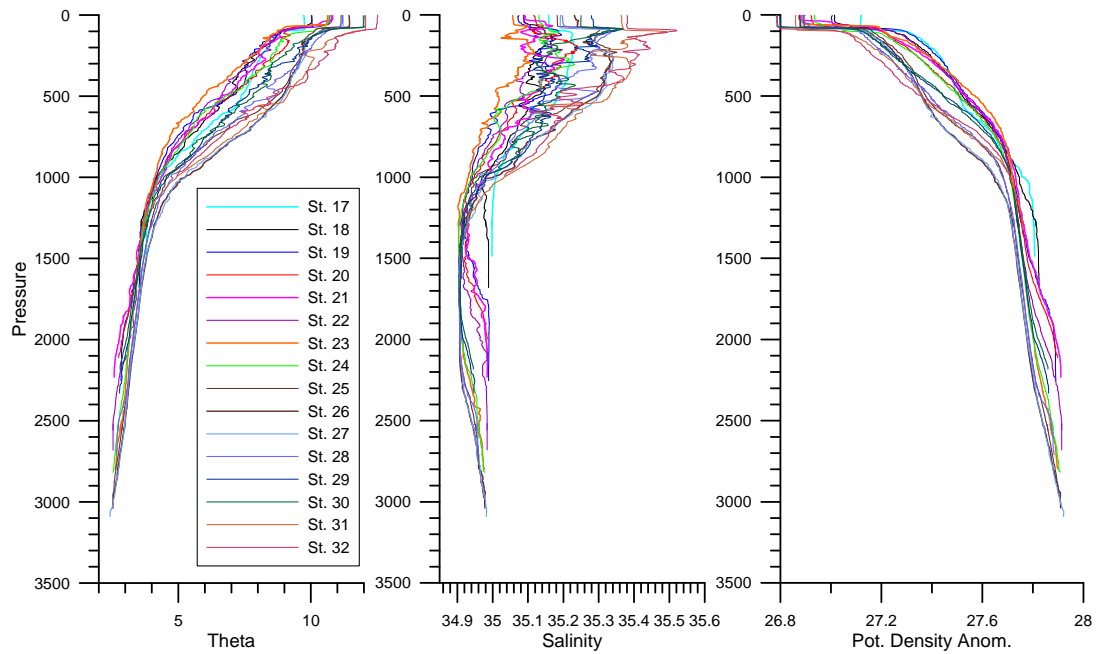 0
500
1000
1500
2000
2500
3000
3500
Pressure
5
10
Theta
St. 17
St. 18
St. 19
St. 20
St. 21
St. 22
St. 23
St. 24
St. 25
St. 26
St. 27
St. 28
St. 29
St. 30
St. 31
St. 32
0
500
1000
1500
2000
2500
3000
3500
34.9 35 35.1 35.2 35.3 35.4 35.5 35.6
Salinity
0
500
1000
1500
2000
2500
3000
3500
26.8 27.2 27.6 28
Pot. Density Anom.